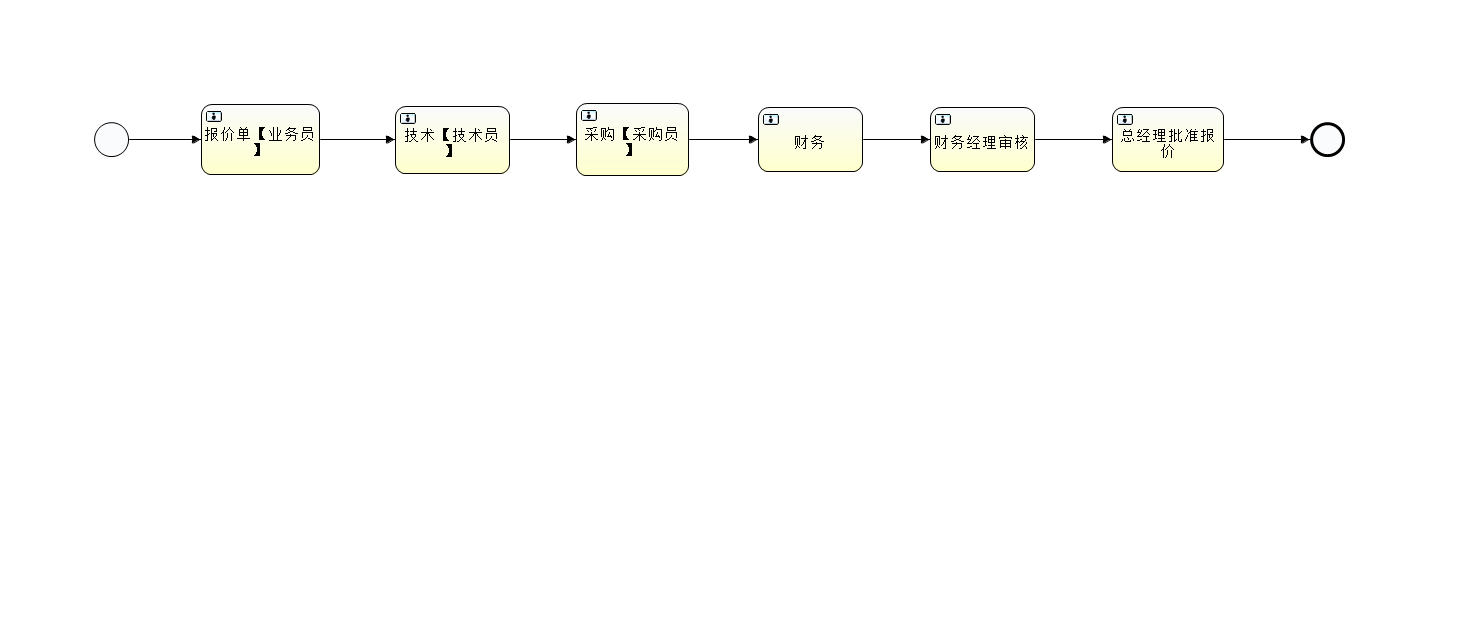 报价单【业务员
】
技术【技术员
】
采购【采购员
】
财务
财务经理审核
总经理批准报
价